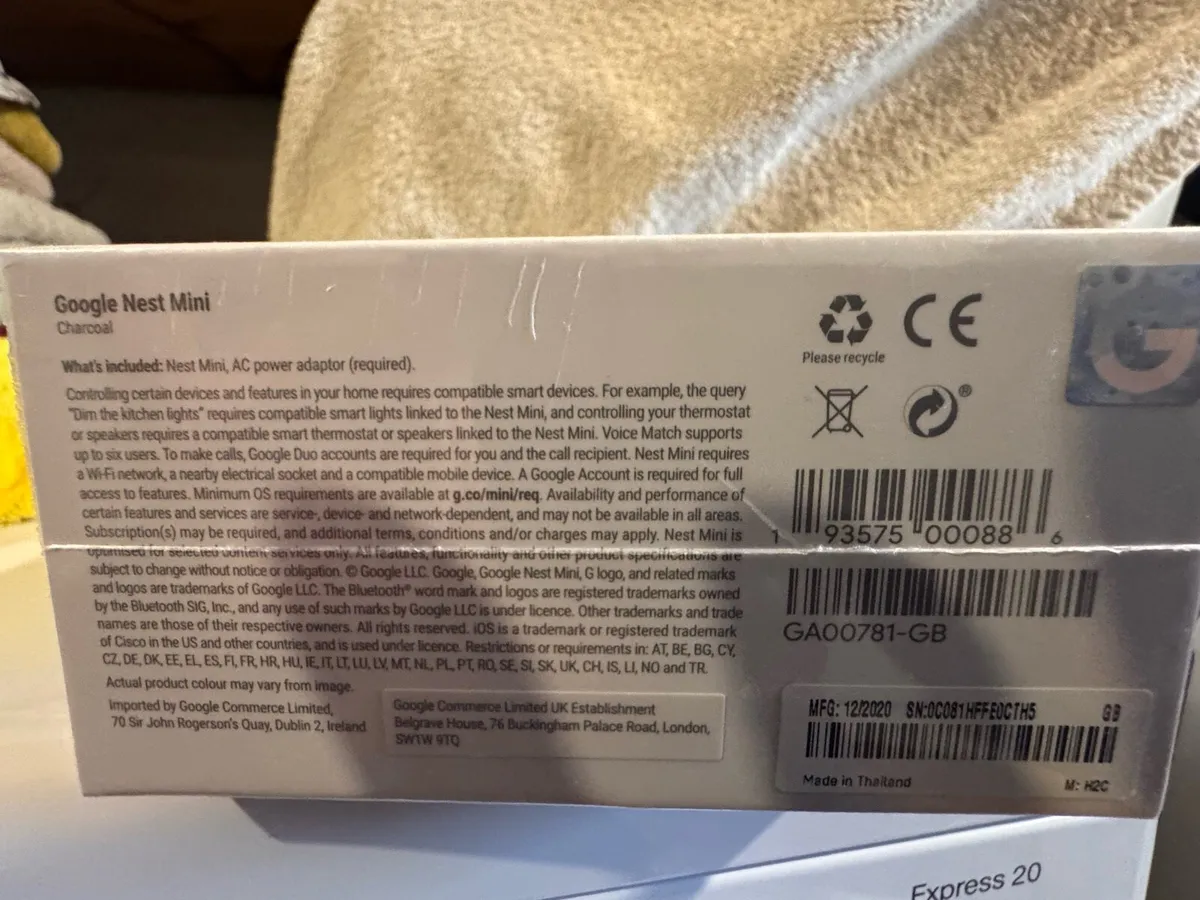 Google Nest Mini
Charcoal
What's included: Nest Mini, AC power adaptor (required).
Controlling certain devices and features in your home requires compatible smart devices. For example, the query
"Dim the kitchen lights" requires compatible smart lights linked to the Nest Mini, and controlling your thermostat
or speakers requires a compatible smart thermostat or speakers linked to the Nest Mini. Voice Match supports
up to six users. To make calls, Google Duo accounts are required for you and the call recipient. Nest Mini requires
a Wi-Fi network, a nearby electrical socket and a compatible mobile device. A Google Account is required for full
access to features. Minimum OS requirements are available at g.co/mini/req. Availability and performance of
certain features and services are service-, device- and network-dependent, and may not be available in all areas.
Subscription(s) may be required, and additional terms, conditions and/or charges may apply. Nest Mini is
optimised for selected content services only. All features, functionality and other product specifications are
subject to change without notice or obligation. © Google LLC. Google, Google Nest Mini, G logo, and related marks
and logos are trademarks of Google LLC. The Bluetooth® word mark and logos are registered trademarks owned
by the Bluetooth SIG, Inc., and any use of such marks by Google LLC is under licence. Other trademarks and trade
names are those of their respective owners. All rights reserved. iOS is a trademark or registered trademark
of Cisco in the US and other countries, and is used under licence. Restrictions or requirements in: AT, BE, BG, CY,
CZ, DE, DK, EE, EL, ES, FI, FR, HR, HU, IE, IT, LT, LU, LV, MT, NL, PL, PT, RO, SE, SI, SK, UK, CH, IS, LI, NO and TR.
Actual product colour may vary from image.
Imported by Google Commerce Limited,
70 Sir John Rogerson's Quay, Dublin 2, Ireland
Google Commerce Limited UK Establishment
Belgrave House, 76 Buckingham Palace Road, London,
SW1W 9TQ
CE
G
Please recycle
®
1 93575 00088 6
GA00781-GB
MFG: 12/2020 SN:0C081HFFE0CTH5 GB
Made in Thailand M: H2C
Express 20